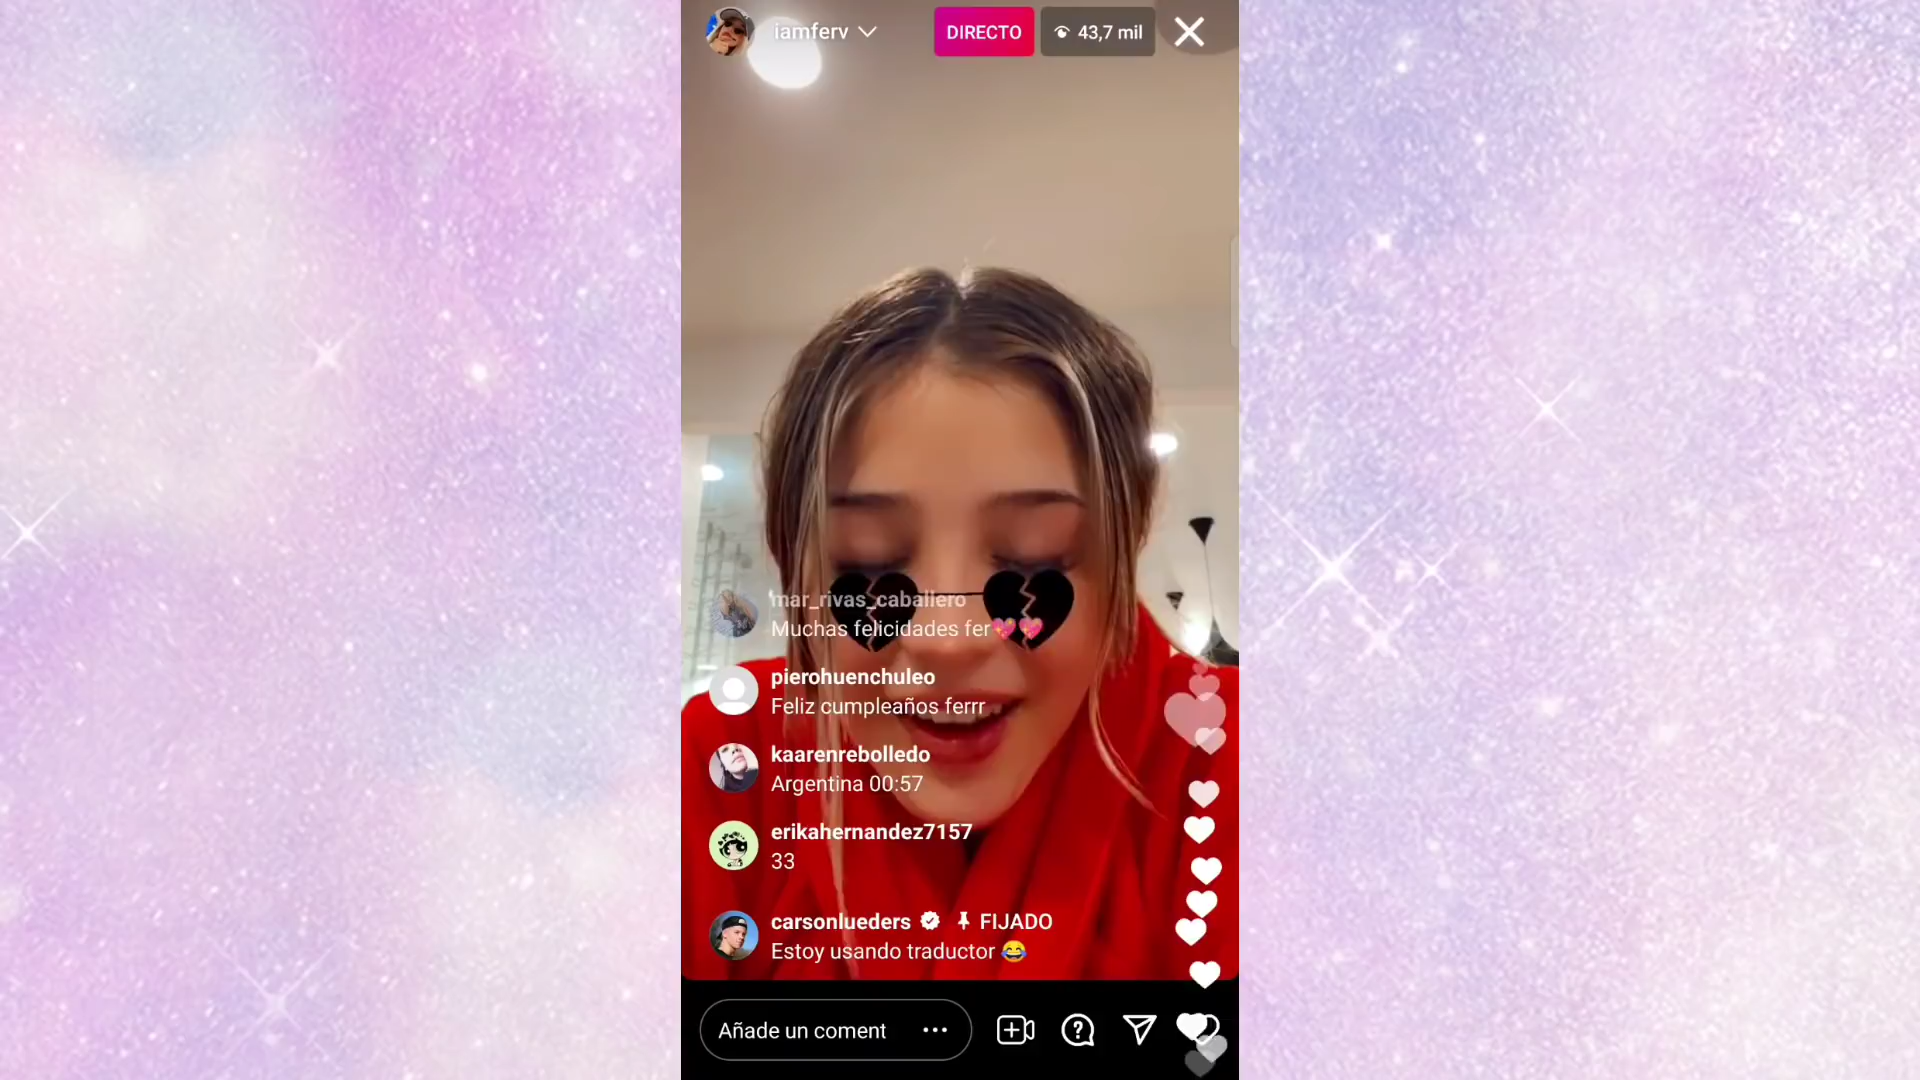 iamferv
DIRECTO
43,7 mil
mar_rivas_caballero
Muchas felicidades fer💖💖
pierohuenchuleo
Feliz cumpleaños ferrr
kaarenrebolledo
Argentina 00:57
erikahernandez7157
33
carsonlueders FIJADO
Estoy usando traductor 😂
Añade un coment